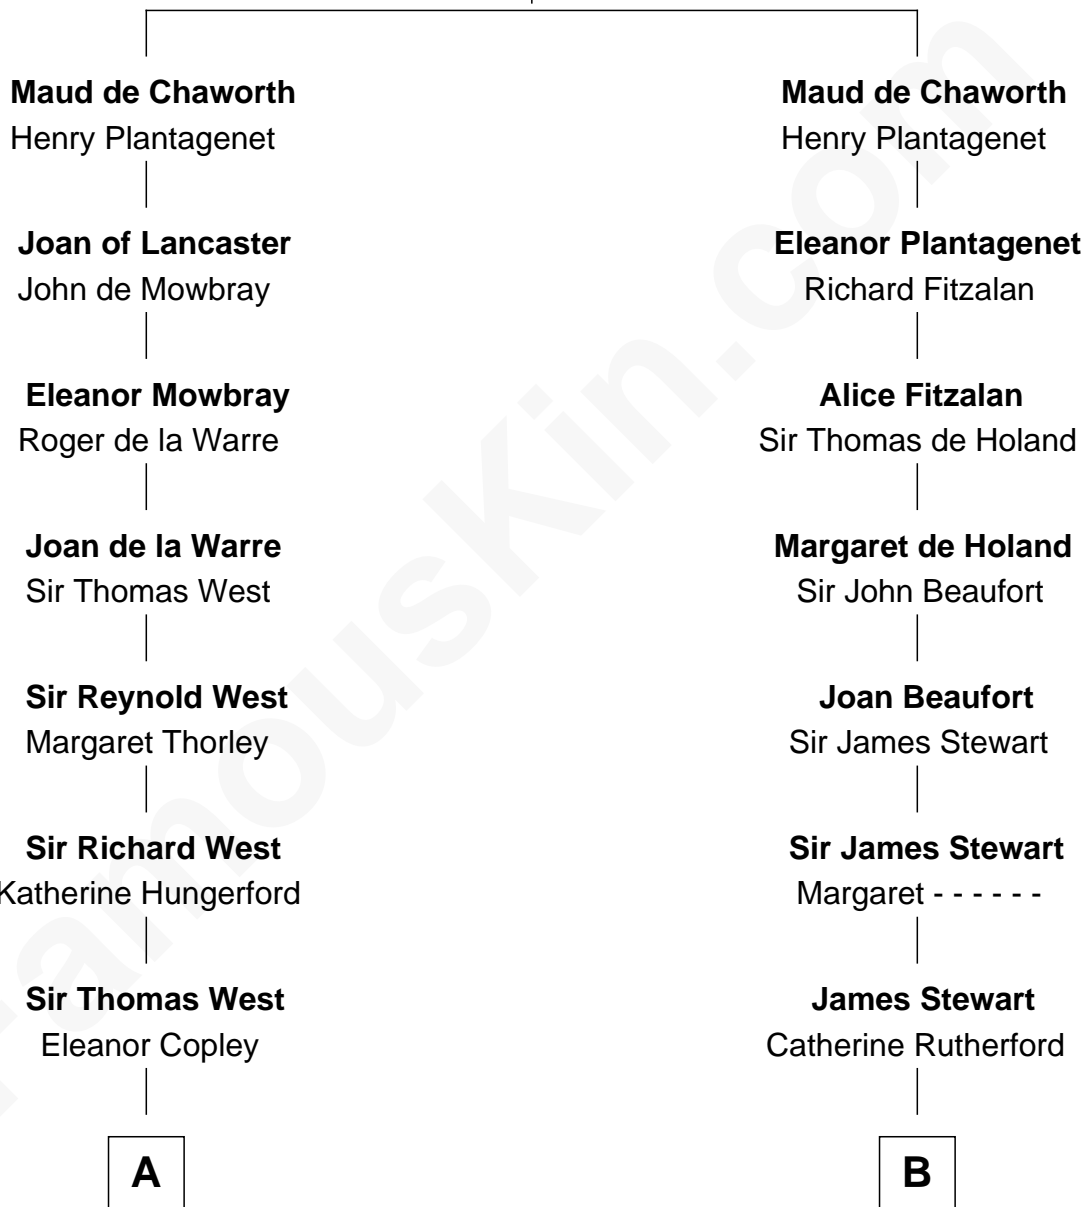 Maud de Chaworth
Henry Plantagenet
Joan of Lancaster
John de Mowbray
Eleanor Mowbray
Roger de la Warre
Joan de la Warre
Sir Thomas West
Sir Reynold West
Margaret Thorley
Sir Richard West
Katherine Hungerford
Sir Thomas West
Eleanor Copley
A
Maud de Chaworth
Henry Plantagenet
Eleanor Plantagenet
Richard Fitzalan
Alice Fitzalan
Sir Thomas de Holand
Margaret de Holand
Sir John Beaufort
Joan Beaufort
Sir James Stewart
Sir James Stewart
Margaret - - - - - -
James Stewart
Catherine Rutherford
B
FamousKin.com